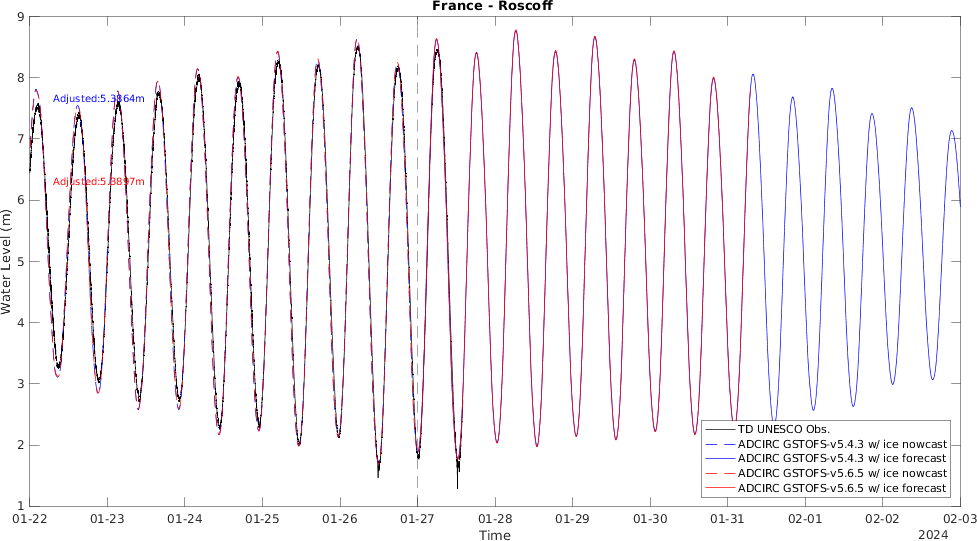 France - Roscoff
9
8
7
6
5
4
3
2
1
Water Level (m)
Adjusted:5.3864m
Adjusted:5.3897m
TD UNESCO Obs.
ADCIRC GSTOFS-v5.4.3 w/ ice nowcast
ADCIRC GSTOFS-v5.4.3 w/ ice forecast
ADCIRC GSTOFS-v5.6.5 w/ ice nowcast
ADCIRC GSTOFS-v5.6.5 w/ ice forecast
01-22 01-23 01-24 01-25 01-26 01-27 01-28 01-29 01-30 01-31 02-01 02-02 02-03
Time
2024